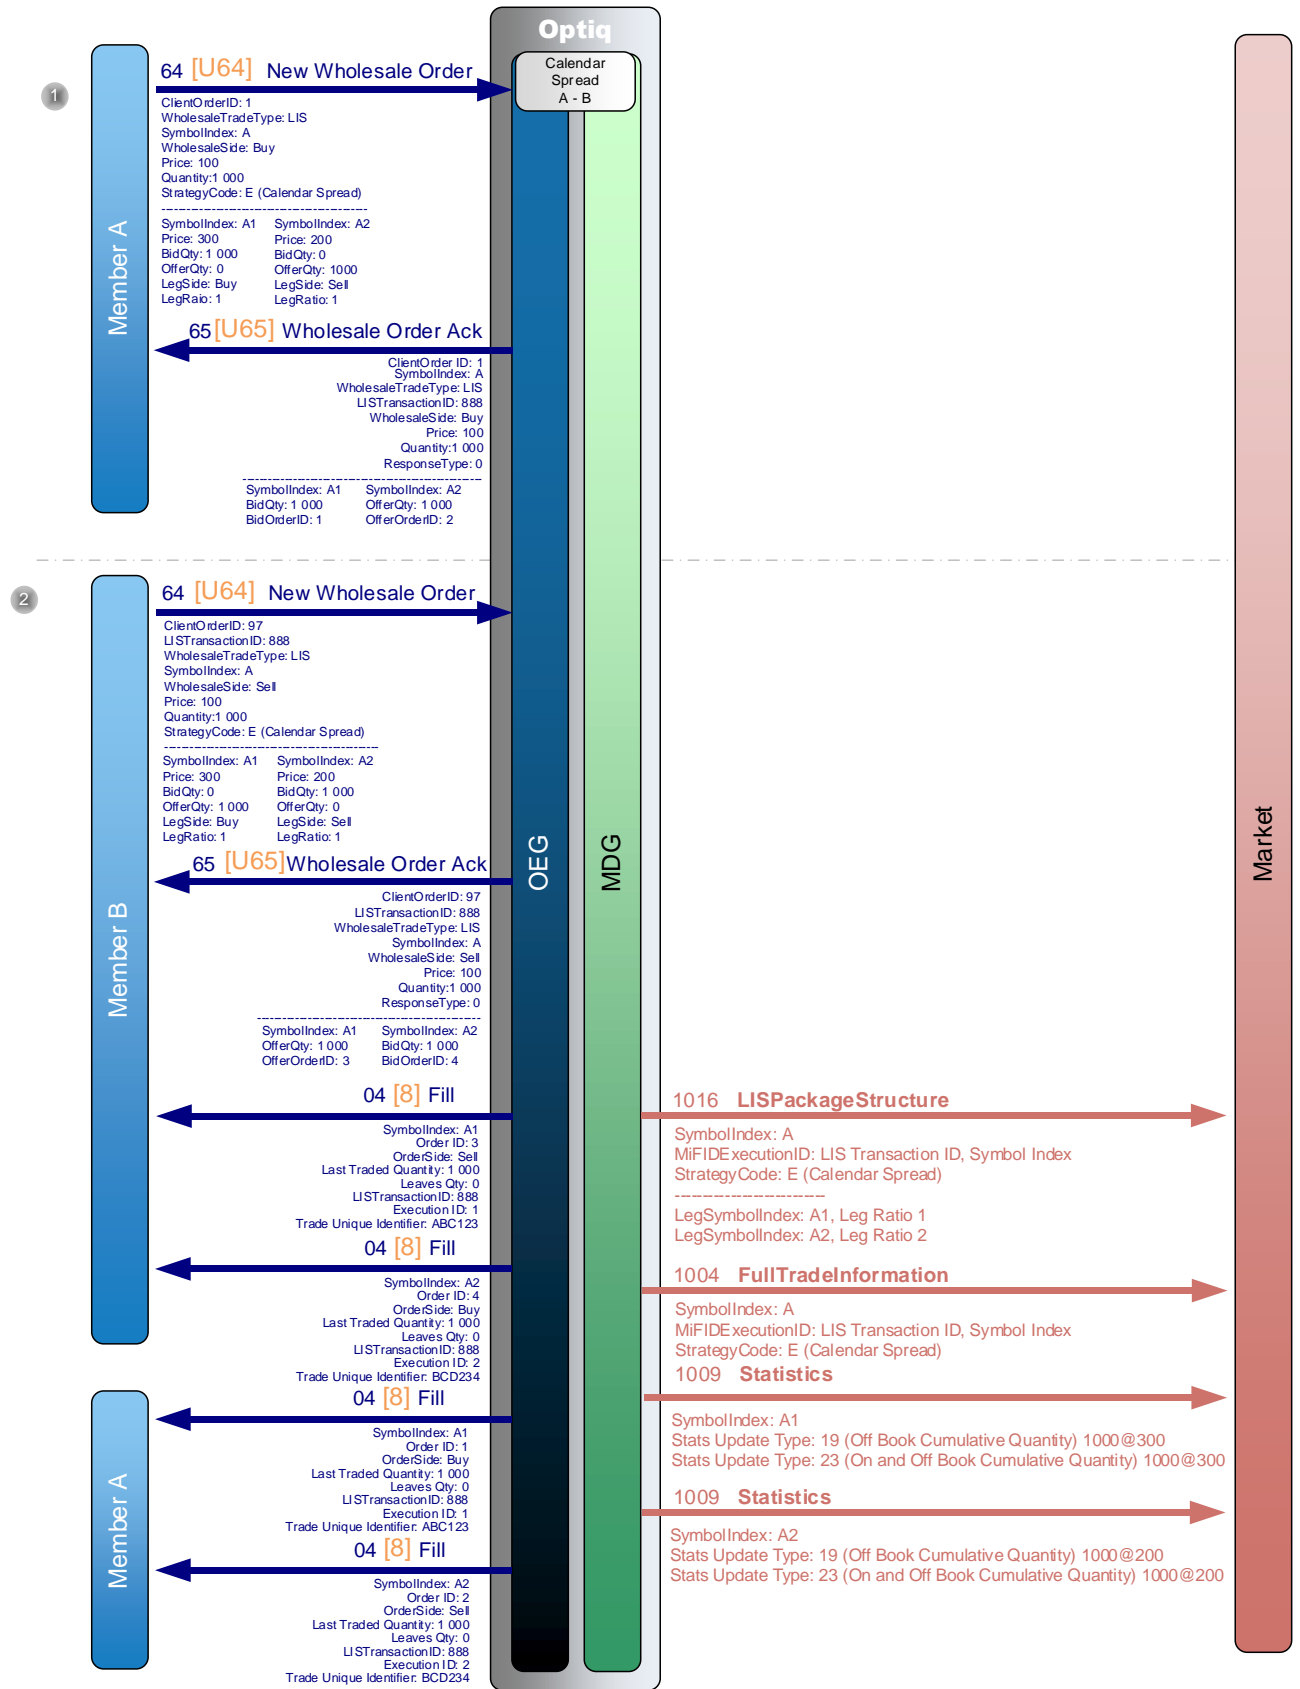 Optiq
Calendar
Spread
A - B
1
64 [U64] New Wholesale Order
ClientOrderID: 1
WholesaleTradeType: LIS
SymbolIndex: A
WholesaleSide: Buy
Price: 100
Quantity:1 000
StrategyCode: E (Calendar Spread)
SymbolIndex: A1 SymbolIndex: A2
Price: 300 Price: 200
BidQty: 1 000 BidQty: 0
OfferQty: 0 OfferQty: 1000
LegSide: Buy LegSide: Sell
LegRaio: 1 LegRatio: 1
Member A
65 [U65] Wholesale Order Ack
ClientOrder ID: 1
SymbolIndex: A
WholesaleTradeType: LIS
LISTransactionID: 888
WholesaleSide: Buy
Price: 100
Quantity:1 000
ResponseType: 0
SymbolIndex: A1 SymbolIndex: A2
BidQty: 1 000 OfferQty: 1 000
BidOrderID: 1 OfferOrderID: 2
2
64 [U64] New Wholesale Order
ClientOrderID: 97
LISTransactionID: 888
WholesaleTradeType: LIS
SymbolIndex: A
WholesaleSide: Sell
Price: 100
Quantity:1 000
StrategyCode: E (Calendar Spread)
SymbolIndex: A1 SymbolIndex: A2
Price: 300 Price: 200
BidQty: 0 BidQty: 1 000
OfferQty: 1 000 OfferQty: 0
LegSide: Buy LegSide: Sell
LegRatio: 1 LegRatio: 1
65 [U65] Wholesale Order Ack
ClientOrderID: 97
LISTransactionID: 888
WholesaleTradeType: LIS
SymbolIndex: A
WholesaleSide: Sell
Price: 100
Quantity:1 000
ResponseType: 0
SymbolIndex: A1 SymbolIndex: A2
OfferQty: 1 000 BidQty: 1 000
OfferOrderID: 3 BidOrderID: 4
Member B
OEG
MDG
Market
04 [8] Fill
SymbolIndex: A1
Order ID: 3
OrderSide: Sell
Last Traded Quantity: 1 000
Leaves Qty: 0
LISTransactionID: 888
Execution ID: 1
Trade Unique Identifier: ABC123
04 [8] Fill
SymbolIndex: A2
Order ID: 4
OrderSide: Buy
Last Traded Quantity: 1 000
Leaves Qty: 0
LISTransactionID: 888
Execution ID: 2
Trade Unique Identifier: BCD234
1016 LISPackageStructure
SymbolIndex: A
MiFIDExecutionID: LIS Transaction ID, Symbol Index
StrategyCode: E (Calendar Spread)
LegSymbolIndex: A1, Leg Ratio 1
LegSymbolIndex: A2, Leg Ratio 2
1004 FullTradeInformation
SymbolIndex: A
MiFIDExecutionID: LIS Transaction ID, Symbol Index
StrategyCode: E (Calendar Spread)
1009 Statistics
SymbolIndex: A1
Stats Update Type: 19 (Off Book Cumulative Quantity) 1000@300
Stats Update Type: 23 (On and Off Book Cumulative Quantity) 1000@300
1009 Statistics
SymbolIndex: A2
Stats Update Type: 19 (Off Book Cumulative Quantity) 1000@200
Stats Update Type: 23 (On and Off Book Cumulative Quantity) 1000@200
Member A
04 [8] Fill
SymbolIndex: A1
Order ID: 1
OrderSide: Buy
Last Traded Quantity: 1 000
Leaves Qty: 0
LISTransactionID: 888
Execution ID: 1
Trade Unique Identifier: ABC123
04 [8] Fill
SymbolIndex: A2
Order ID: 2
OrderSide: Sell
Last Traded Quantity: 1 000
Leaves Qty: 0
LISTransactionID: 888
Execution ID: 2
Trade Unique Identifier: BCD234